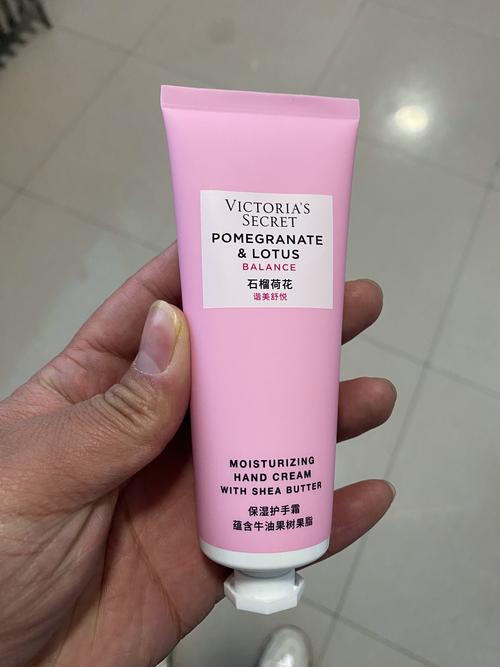 VICTORIA'S
SECRET
POMEGRANATE
& LOTUS
BALANCE
石榴荷花
谐美舒悦
MOISTURIZING
HAND CREAM
WITH SHEA BUTTER
保湿护手霜
蕴含牛油果树果脂